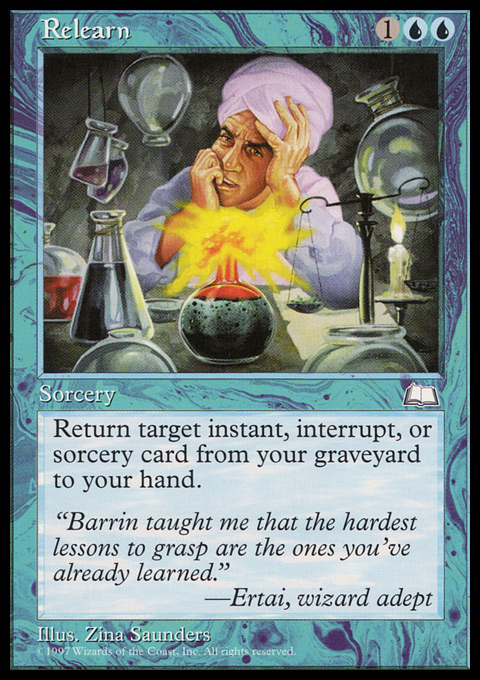 Relearn 1
Sorcery
Return target instant, interrupt, or
sorcery card from your graveyard
to your hand.
"Barrin taught me that the hardest
lessons to grasp are the ones you've
already learned."
—Ertai, wizard adept
Illus. Zina Saunders
©1997 Wizards of the Coast, Inc. All rights reserved.